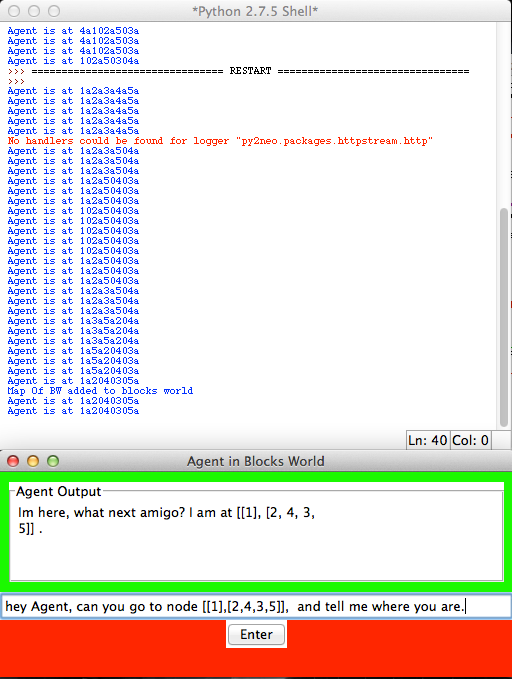 *Python 2.7.5 Shell*
Agent is at 4a102a503a
Agent is at 4a102a503a
Agent is at 4a102a503a
Agent is at 102a50304a
>>> ================================ RESTART ================================
>>>
Agent is at 1a2a3a4a5a
Agent is at 1a2a3a4a5a
Agent is at 1a2a3a4a5a
Agent is at 1a2a3a4a5a
Agent is at 1a2a3a4a5a
No handlers could be found for logger "py2neo.packages.httpstream.http"
Agent is at 1a2a3a504a
Agent is at 1a2a3a504a
Agent is at 1a2a3a504a
Agent is at 1a2a50403a
Agent is at 1a2a50403a
Agent is at 1a2a50403a
Agent is at 102a50403a
Agent is at 102a50403a
Agent is at 102a50403a
Agent is at 102a50403a
Agent is at 102a50403a
Agent is at 1a2a50403a
Agent is at 1a2a50403a
Agent is at 1a2a50403a
Agent is at 1a2a3a504a
Agent is at 1a2a3a504a
Agent is at 1a3a5a204a
Agent is at 1a3a5a204a
Agent is at 1a3a5a204a
Agent is at 1a5a20403a
Agent is at 1a5a20403a
Agent is at 1a5a20403a
Agent is at 1a2040305a
Map Of BW added to blocks world
Agent is at 1a2040305a
Agent is at 1a2040305a
Ln: 40 Col: 0
Agent in Blocks World
Agent Output
Im here, what next amigo? I am at [[1], [2, 4, 3,
5]] .
hey Agent, can you go to node [[1],[2,4,3,5]],  and tell me where you are.
Enter